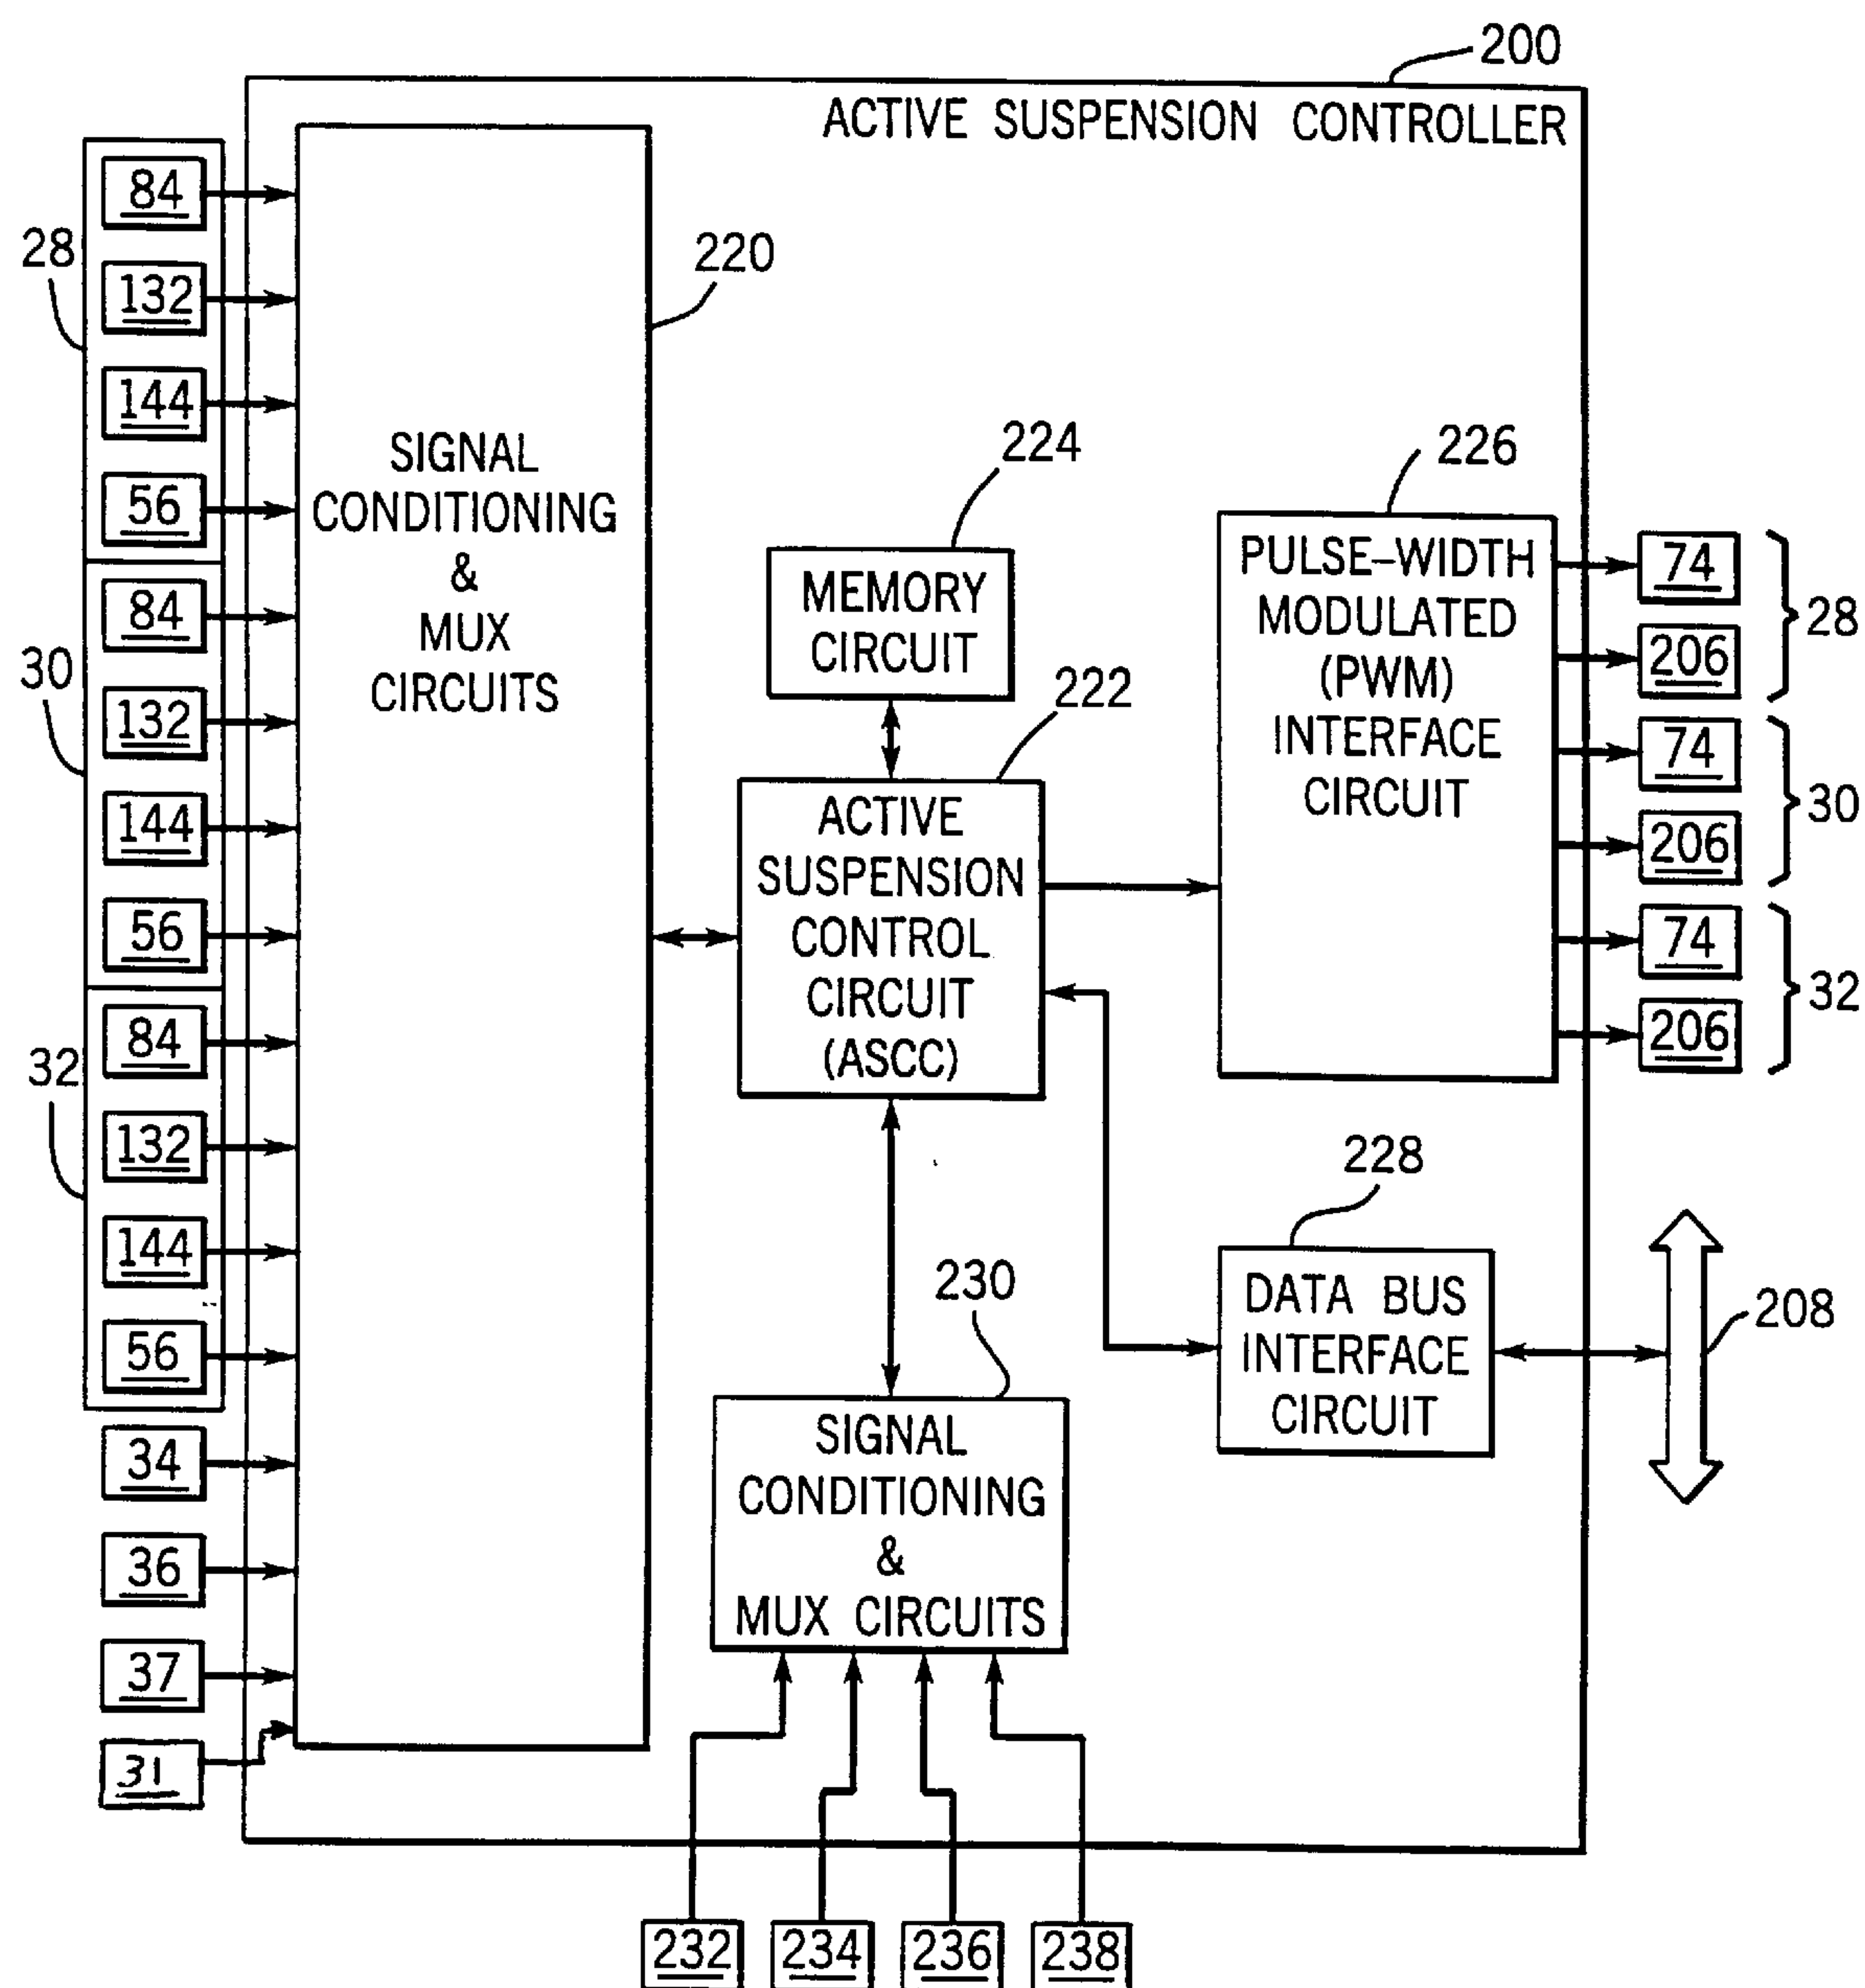 200
ACTIVE SUSPENSION CONTROLLER
28
84
132
144
56
30
84
132
144
56
32
84
132
144
56
34
36
37
31
220
SIGNAL
CONDITIONING
&
MUX
CIRCUITS
224
MEMORY
CIRCUIT
222
ACTIVE
SUSPENSION
CONTROL
CIRCUIT
(ASCC)
226
PULSE-WIDTH
MODULATED
(PWM)
INTERFACE
CIRCUIT
74
206
28
74
206
30
74
206
32
228
DATA BUS
INTERFACE
CIRCUIT
208
230
SIGNAL
CONDITIONING
&
MUX CIRCUITS
232
234
236
238